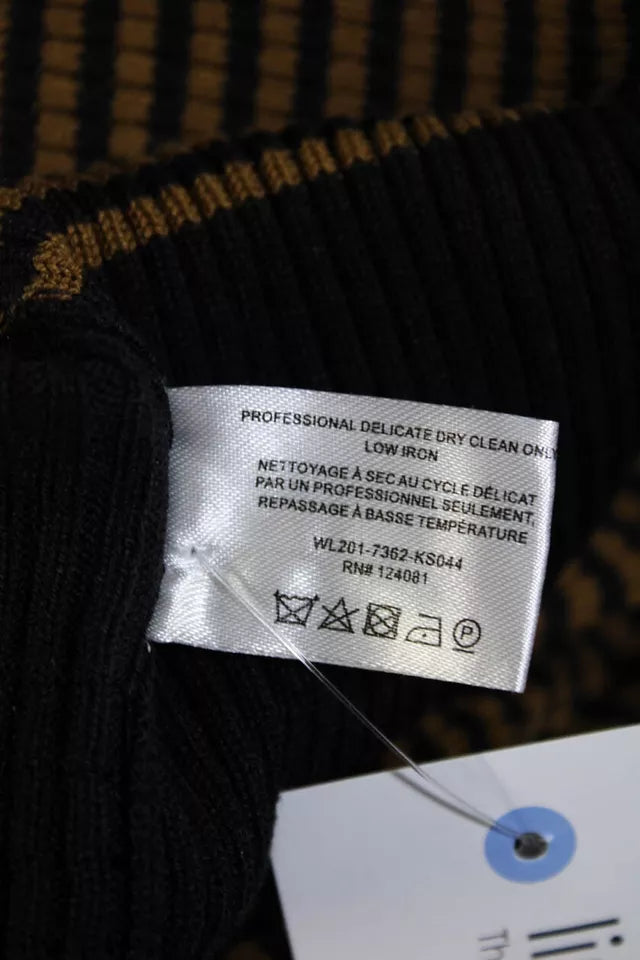 PROFESSIONAL DELICATE DRY CLEAN ONLY
LOW IRON
NETTOYAGE À SEC AU CYCLE DÉLICAT
PAR UN PROFESSIONNEL SEULEMENT,
REPASSAGE À BASSE TEMPÉRATURE
WL201-7362-KS044
RN# 124081
P
Th